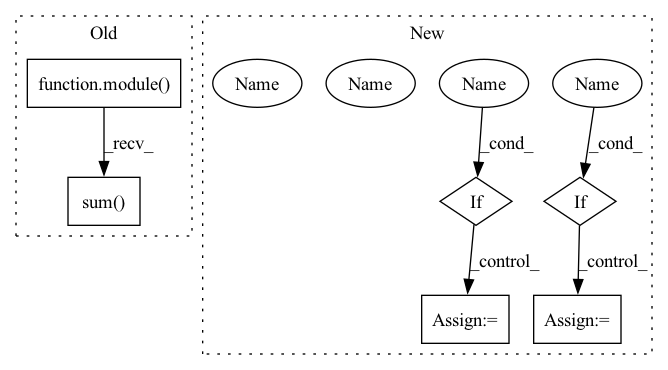 Old
New
function.module()
Name
Name
Name
Name
_recv_
_cond_
_cond_
sum()
If
If
_control_
_control_
Assign:=
Assign:=